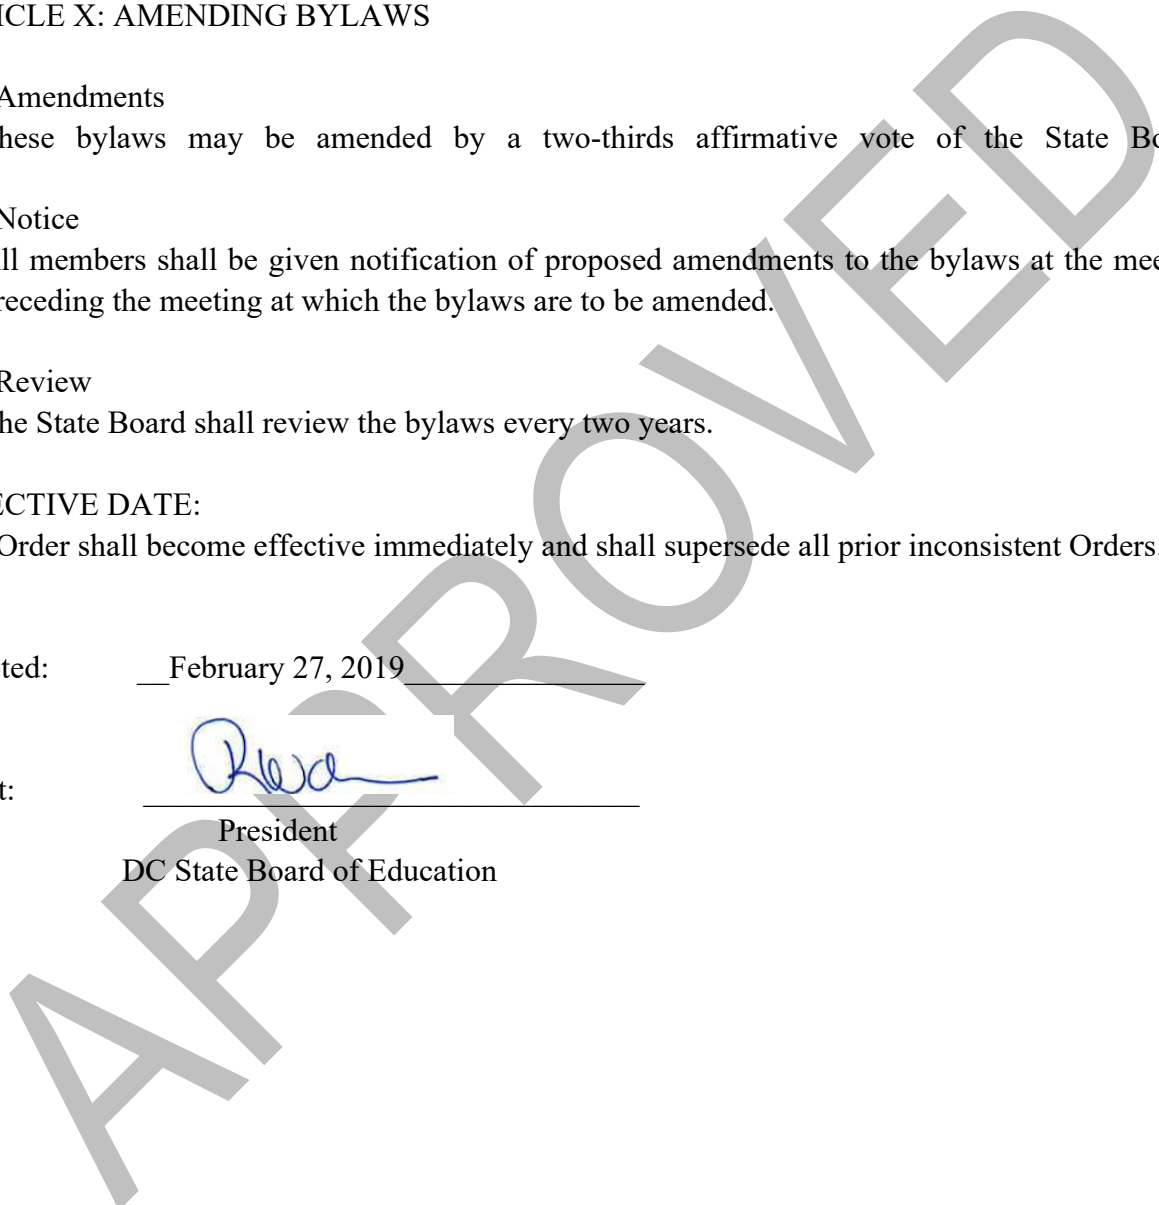 ICLE X: AMENDING BYLAWS
Amendments
hese bylaws may be amended by a two-thirds affirmative vote of the State Bo
Notice
ll members shall be given notification of proposed amendments to the bylaws at the mee
receding the meeting at which the bylaws are to be amended.
Review
he State Board shall review the bylaws every two years.
ECTIVE DATE:
Order shall become effective immediately and shall supersede all prior inconsistent Orders.
ted: __February 27, 2019_______________
t: _______________________________
President
DC State Board of Education
APPROVED